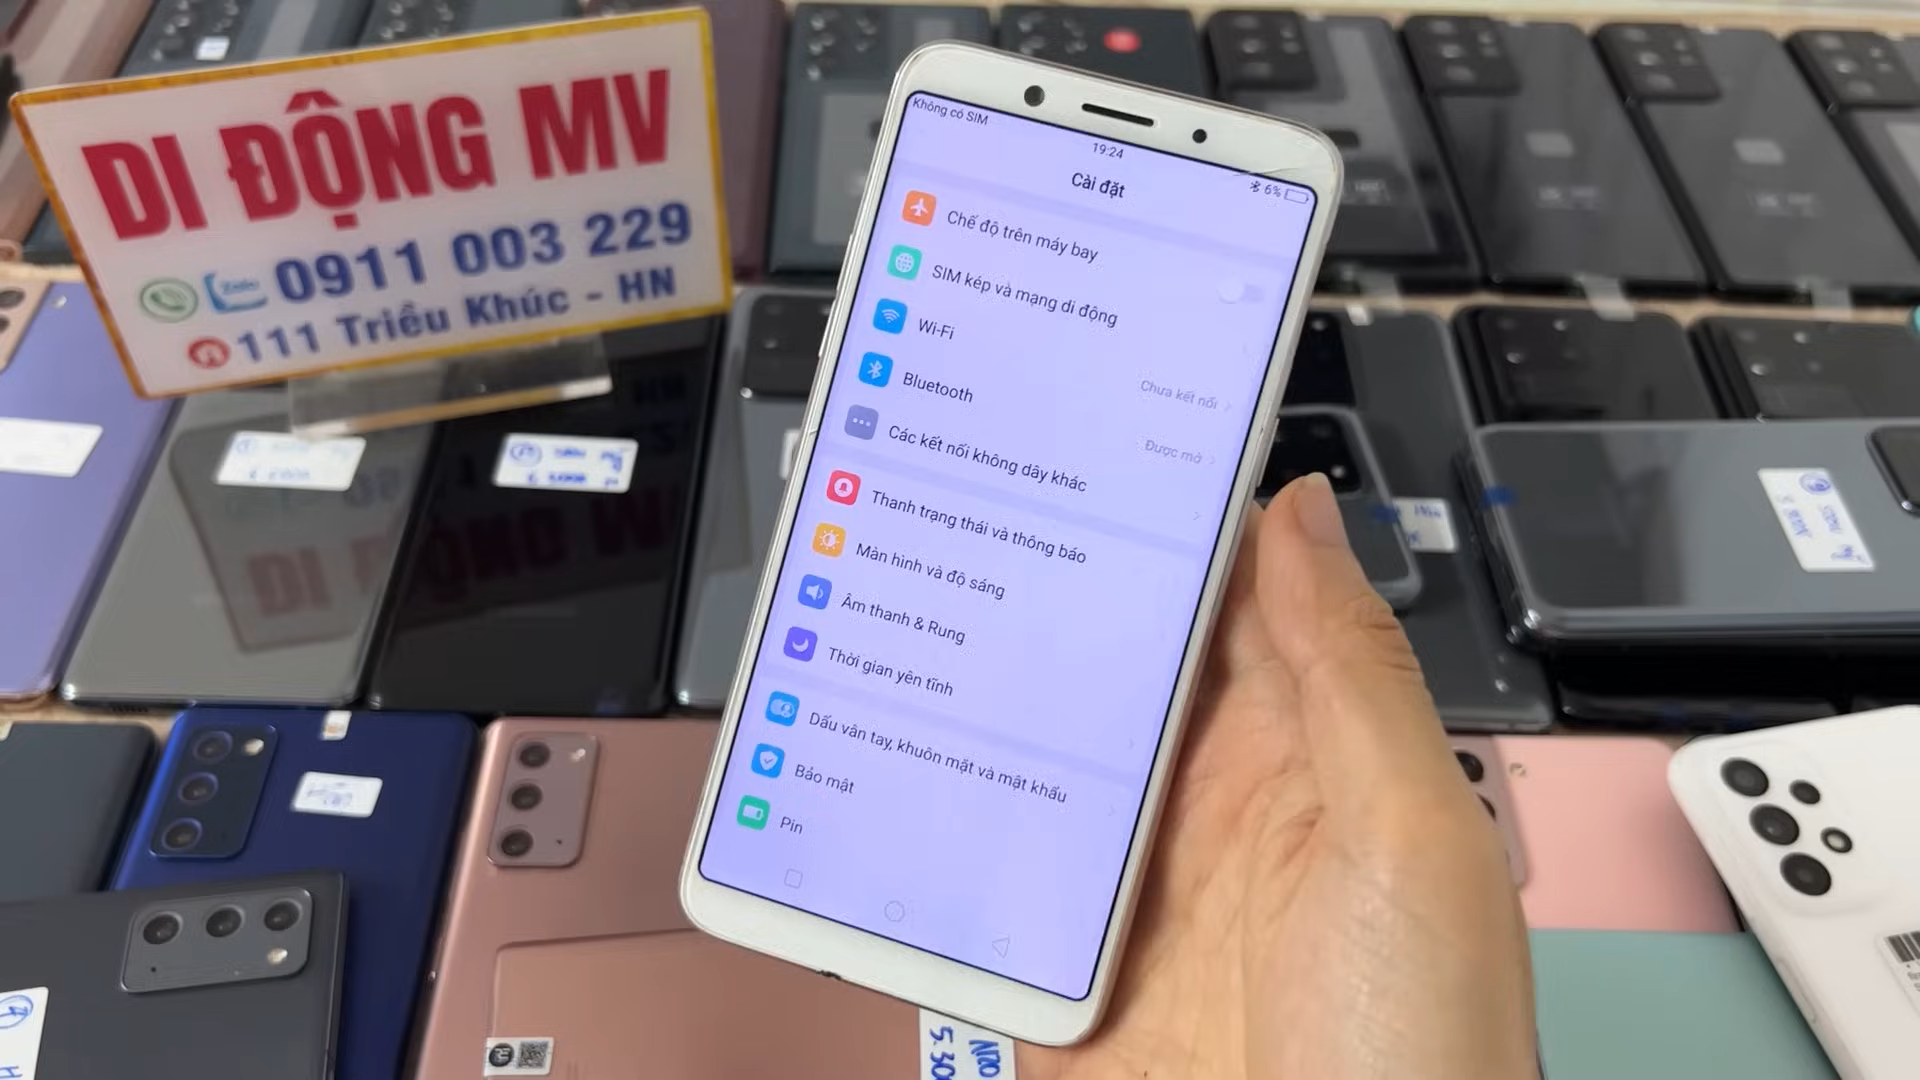 DI ĐỘNG MV
Zalo 0911 003 229
111 Triều Khúc - HN
Không có SIM
19:24
6%
Cài đặt
Chế độ trên máy bay
SIM kép và mạng di động
Wi-Fi
Chưa kết nối
Bluetooth
Được mở
Các kết nối không dây khác
Thanh trạng thái và thông báo
Màn hình và độ sáng
Âm thanh & Rung
Thời gian yên tĩnh
Dấu vân tay, khuôn mặt và mật khẩu
Bảo mật
Pin